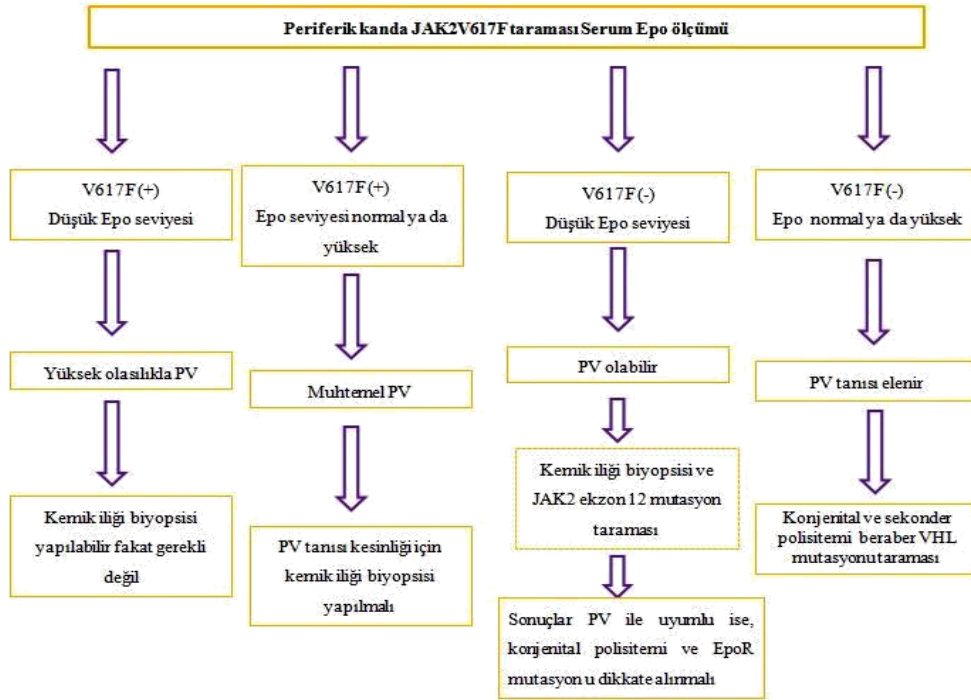 Periferik kanda JAK2V617F taraması Serum Epo ölçümü
V617F(+)
Düşük Epo seviyesi
V617F(+)
Epo seviyesi normal ya da
yüksek
V617F(-)
Düşük Epo seviyesi
V617F(-)
Epo normal ya da yüksek
Yüksek olasılıkla PV
Muhtemel PV
PV olabilir
PV tanısı elenir
Kemik iliği biyopsisi
yapılabilir fakat gerekli
değil
PV tanısı kesinliği için
kemik iliği biyopsisi
yapılmalı
Kemik iliği biyopsisi ve
JAK2 ekzon 12 mutasyon
taraması
Konjenital ve sekonder
polisitemi beraber VHL
mutasyonu taraması
Sonuçlar PV ile uyumlu ise,
konjenital polisitemi ve EpoR
mutasyonu dikkate alınmalı